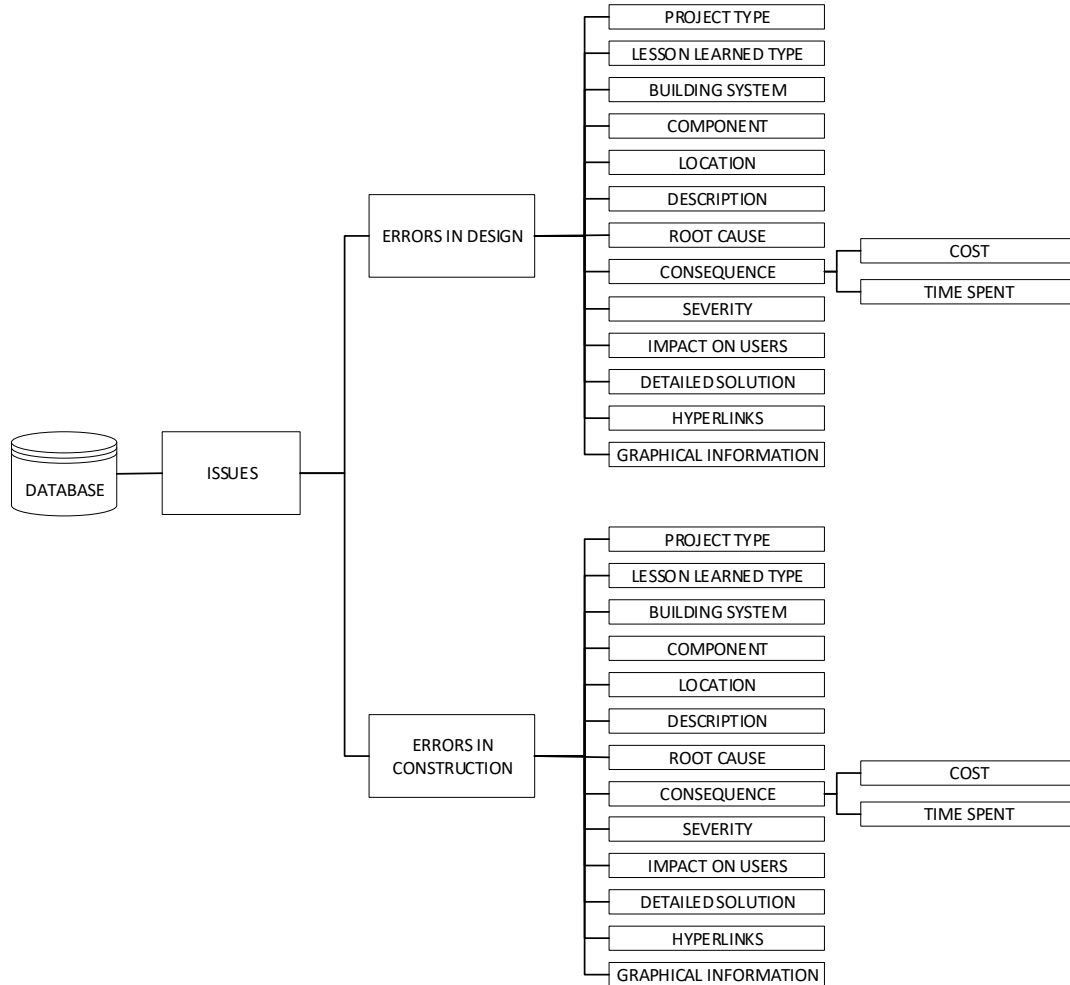 PROJECT TYPE
LESSON LEARNED TYPE
BUILDING SYSTEM
COMPONENT
LOCATION
DESCRIPTION
ERRORS IN DESIGN
ROOT CAUSE
CONSEQUENCE
COST
TIME SPENT
SEVERITY
IMPACT ON USERS
DETAILED SOLUTION
HYPERLINKS
GRAPHICAL INFORMATION
DATABASE
ISSUES
PROJECT TYPE
LESSON LEARNED TYPE
BUILDING SYSTEM
COMPONENT
LOCATION
DESCRIPTION
ERRORS IN
CONSTRUCTION
ROOT CAUSE
CONSEQUENCE
COST
TIME SPENT
SEVERITY
IMPACT ON USERS
DETAILED SOLUTION
HYPERLINKS
GRAPHICAL INFORMATION